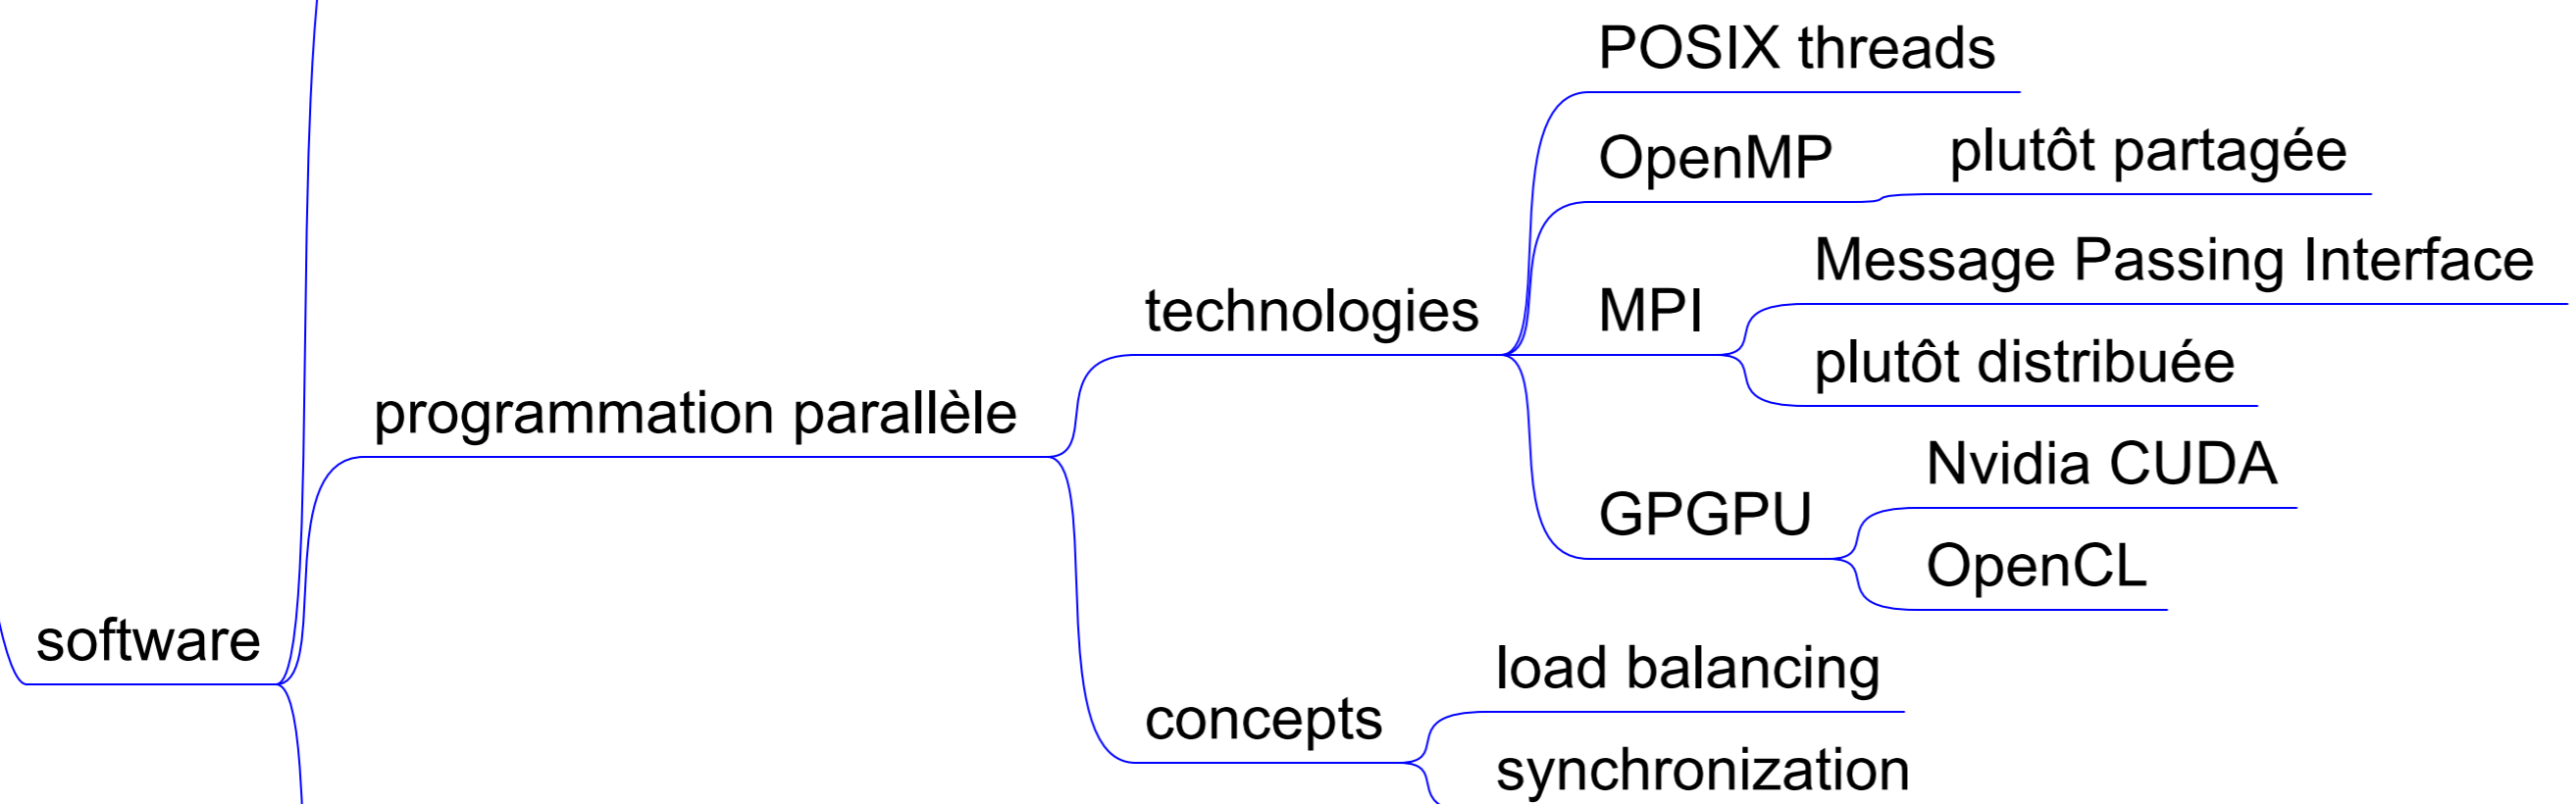 software
programmation parallèle
technologies
POSIX threads
OpenMP
plutôt partagée
MPI
Message Passing Interface
plutôt distribuée
GPGPU
Nvidia CUDA
OpenCL
concepts
load balancing
synchronization